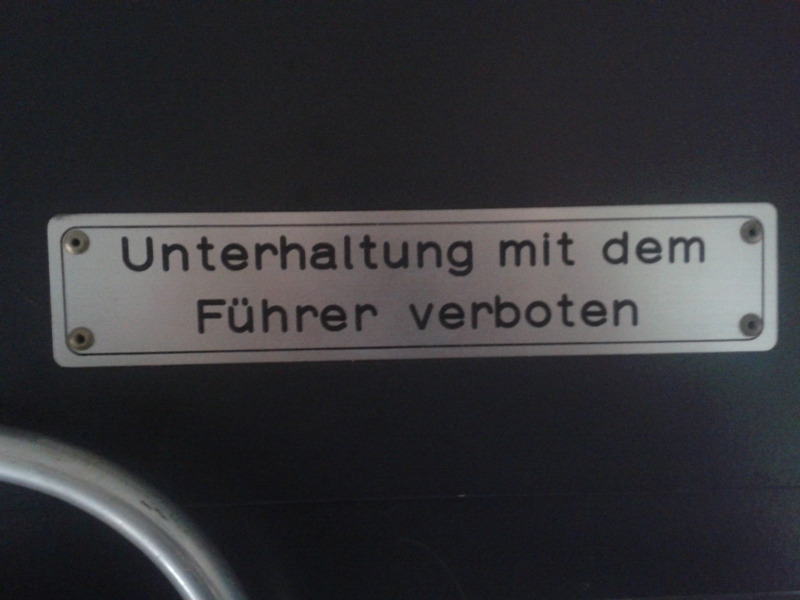 Unterhaltung mit dem
Führer verboten